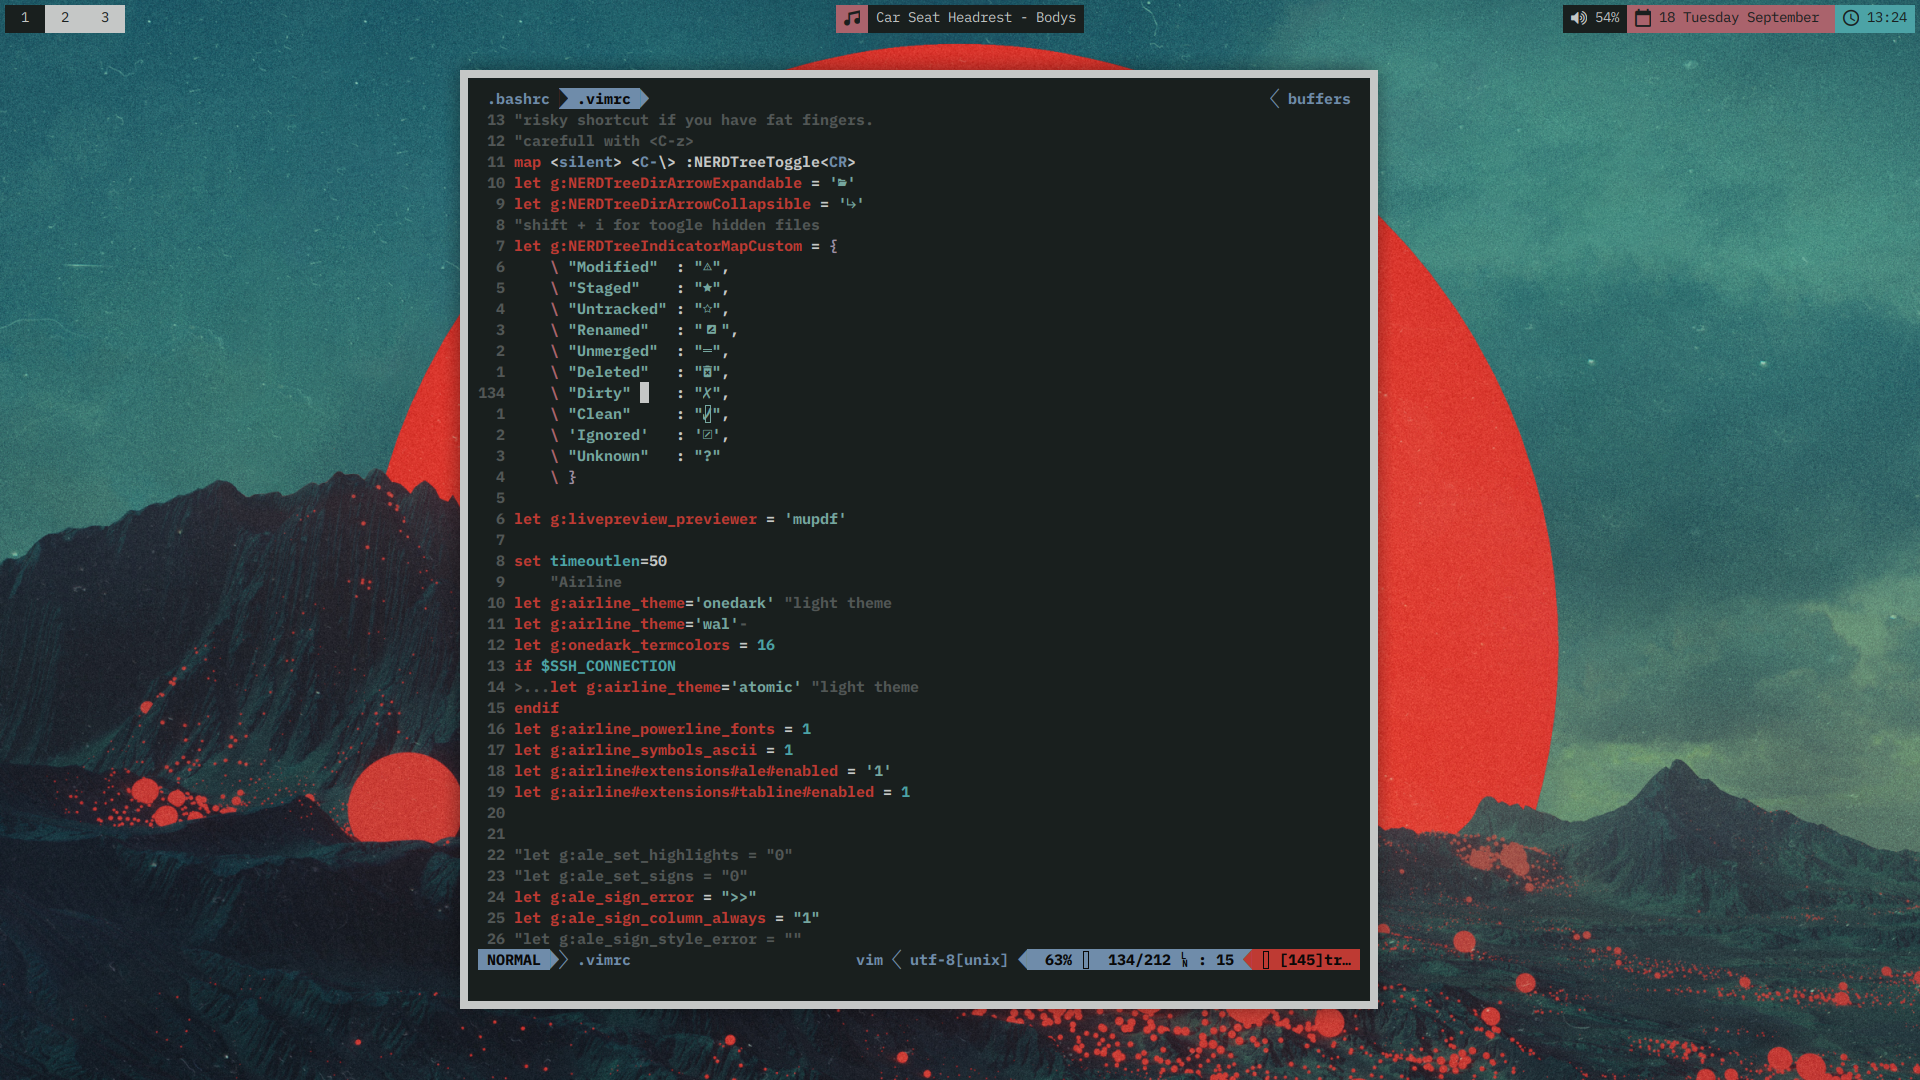 1 2 3
Car Seat Headrest - Bodys
54% 18 Tuesday September 13:24
.bashrc .vimrc buffers
13 "risky shortcut if you have fat fingers.
12 "carefull with <C-z>
11 map <silent> <C-\> :NERDTreeToggle<CR>
10 let g:NERDTreeDirArrowExpandable = ''
9 let g:NERDTreeDirArrowCollapsible = '↳'
8 "shift + i for toogle hidden files
7 let g:NERDTreeIndicatorMapCustom = {
6 \ "Modified" : "⚠",
5 \ "Staged" : "★",
4 \ "Untracked" : "☆",
3 \ "Renamed" : " ",
2 \ "Unmerged" : "═",
1 \ "Deleted" : "",
134 \ "Dirty" : "✗",
1 \ "Clean" : "",
2 \ 'Ignored' : '☑',
3 \ "Unknown" : "?"
4 \ }
5
6 let g:livepreview_previewer = 'mupdf'
7
8 set timeoutlen=50
9 "Airline
10 let g:airline_theme='onedark' "light theme
11 let g:airline_theme='wal'-
12 let g:onedark_termcolors = 16
13 if $SSH_CONNECTION
14 >...let g:airline_theme='atomic' "light theme
15 endif
16 let g:airline_powerline_fonts = 1
17 let g:airline_symbols_ascii = 1
18 let g:airline#extensions#ale#enabled = '1'
19 let g:airline#extensions#tabline#enabled = 1
20
21
22 "let g:ale_set_highlights = "0"
23 "let g:ale_set_signs = "0"
24 let g:ale_sign_error = ">>"
25 let g:ale_sign_column_always = "1"
26 "let g:ale_sign_style_error = ""
NORMAL .vimrc vim utf-8[unix] 63% 134/212 LN : 15 [145]tr…